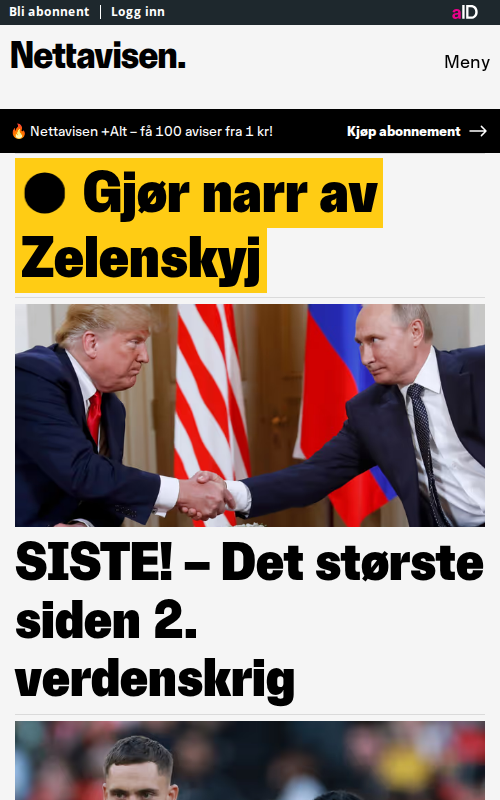 Bli abonnent | Logg inn
aID
Nettavisen.
Meny
🔥 Nettavisen +Alt – få 100 aviser fra 1 kr!
Kjøp abonnement →
● Gjør narr av
Zelenskyj
SISTE! – Det største
siden 2.
verdenskrig